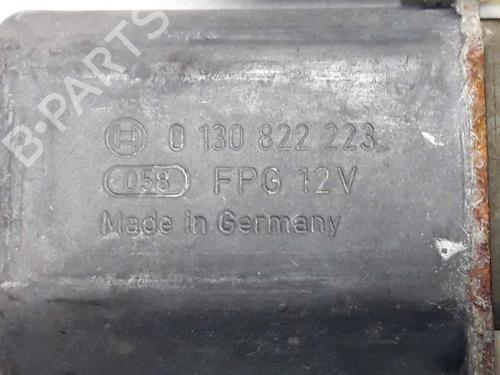 B-PARTS
0 130 822 223
058 FPG 12V
Made in Germany